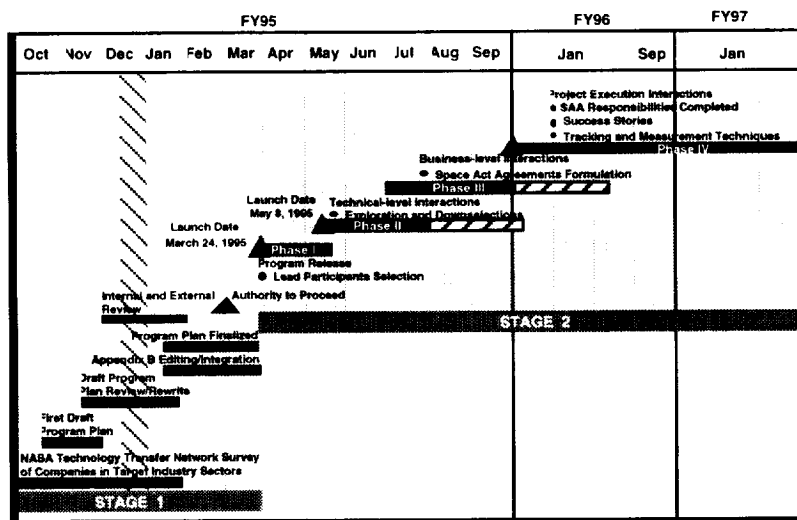 FY95 FY96 FY97
Oct Nov Dec Jan Feb Mar Apr May Jun Jul Aug Sep Jan Sep Jan
Project Execution Interactions
SAA Responsibilities Completed
Success Stories
Tracking and Measurement Techniques
Phase IV
Business-level Interactions
Space Act Agreements Formulation
Phase III
Launch Date
May 8, 1995
Technical-level Interactions
Exploration and Downselections
Phase II
Launch Date
March 24, 1995
Phase I
Program Release
Lead Participants Selection
Internal and External
Review
Authority to Proceed
STAGE 2
Program Plan Finalized
Appendix B Editing/Integration
Draft Program
Plan Review/Rewrite
First Draft
Program Plan
NASA Technology Transfer Network Survey
of Companies in Target Industry Sectors
STAGE 1